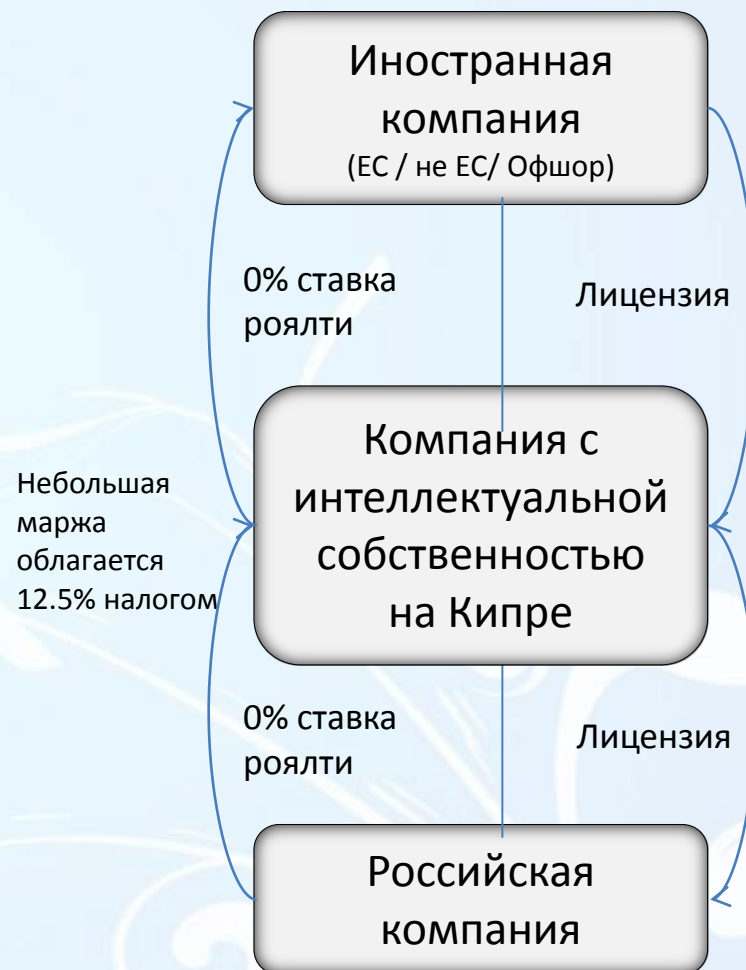 Иностранная
компания
(ЕС / не ЕС/ Офшор)
0% ставка
роялти
Лицензия
Компания с
интеллектуальной
собственностью
на Кипре
Небольшая
маржа
облагается
12.5% налогом
0% ставка
роялти
Лицензия
Российская
компания